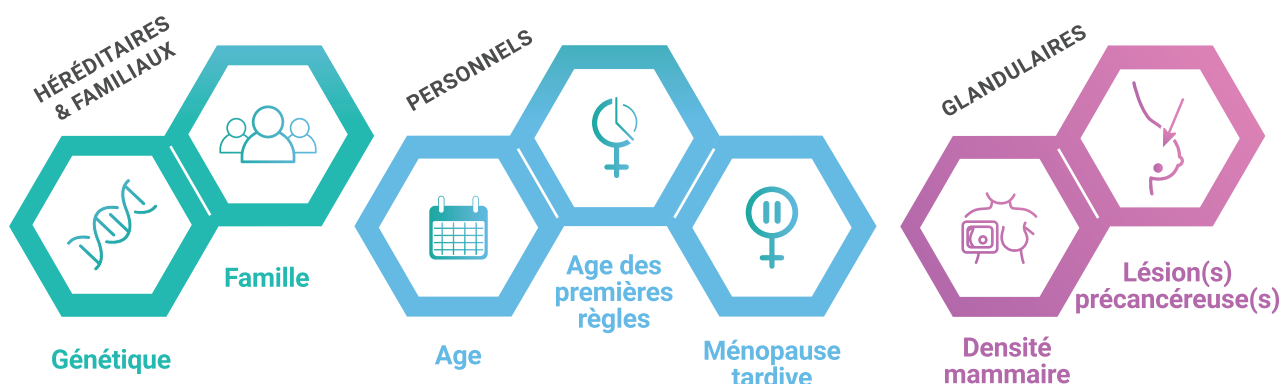 HÉRÉDITAIRES
& FAMILIAUX
Génétique
Famille
PERSONNELS
Age
Age des
premières
règles
Ménopause
tardive
GLANDULAIRES
Densité
mammaire
Lésion(s)
précancéreuse(s)